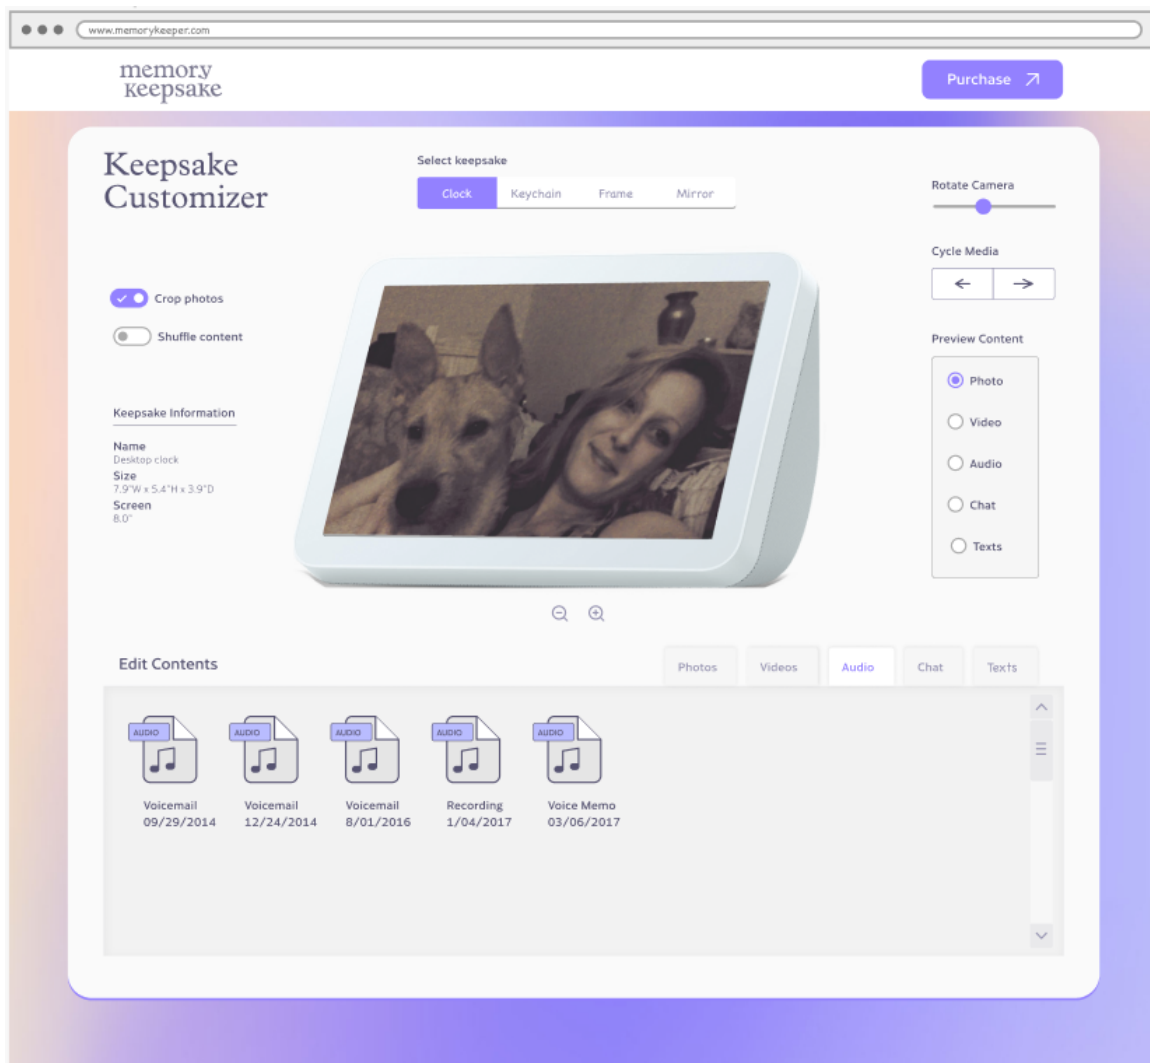 www.memorykeeper.com
memory
keepsake
Purchase
Keepsake
Customizer
Select keepsake
Clock Keychain Frame Mirror
Rotate Camera
Cycle Media
Crop photos
Shuffle content
Preview Content
Photo
Video
Audio
Chat
Texts
Keepsake Information
Name
Desktop clock
Size
7.9"W x 5.4"H x 3.9"D
Screen
8.0"
Edit Contents
Photos Videos Audio Chat Texts
AUDIO AUDIO AUDIO AUDIO AUDIO
Voicemail Voicemail Voicemail Recording Voice Memo
09/29/2014 12/24/2014 8/01/2016 1/04/2017 03/06/2017